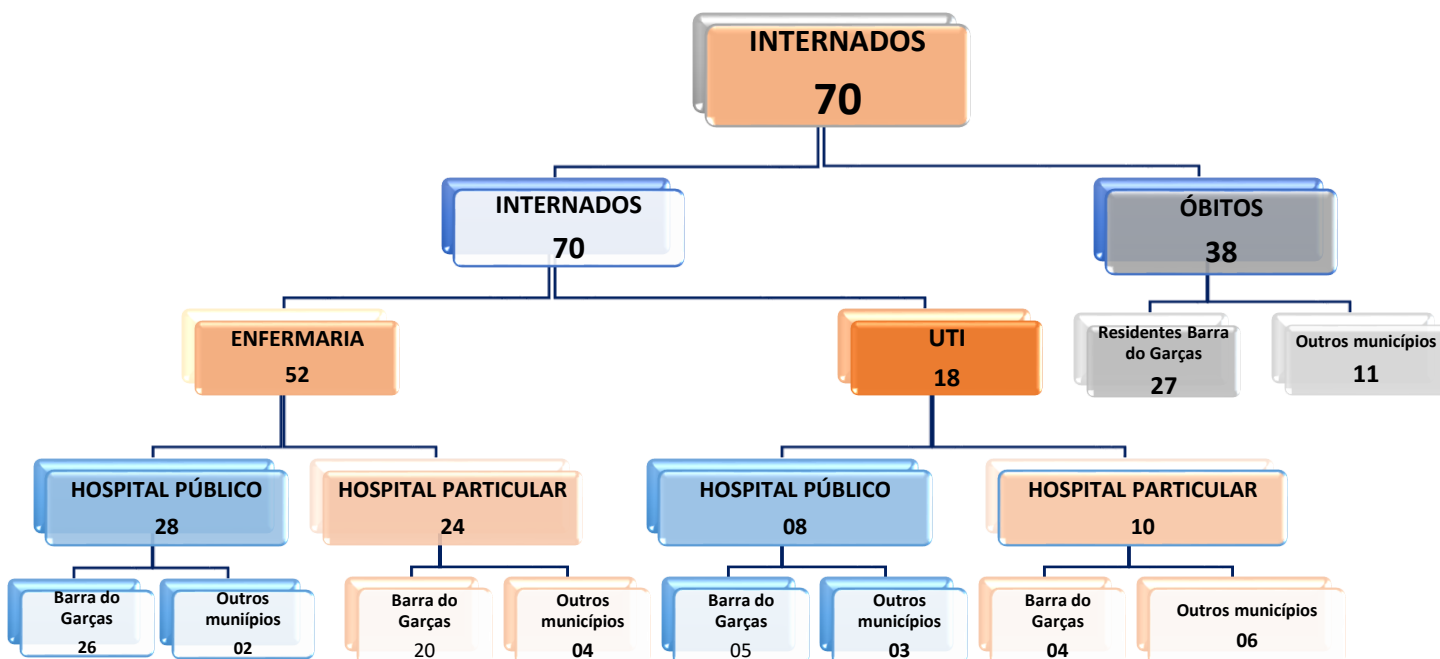 INTERNADOS
70
INTERNADOS
70
ÓBITOS
38
ENFERMARIA
52
UTI
18
Residentes Barra
do Garças
27
Outros municípios
11
HOSPITAL PÚBLICO
28
HOSPITAL PARTICULAR
24
HOSPITAL PÚBLICO
08
HOSPITAL PARTICULAR
10
Barra do
Garças
26
Outros
muniípios
02
Barra do
Garças
20
Outros
municípios
04
Barra do
Garças
05
Outros
municípios
03
Barra do
Garças
04
Outros municípios
06